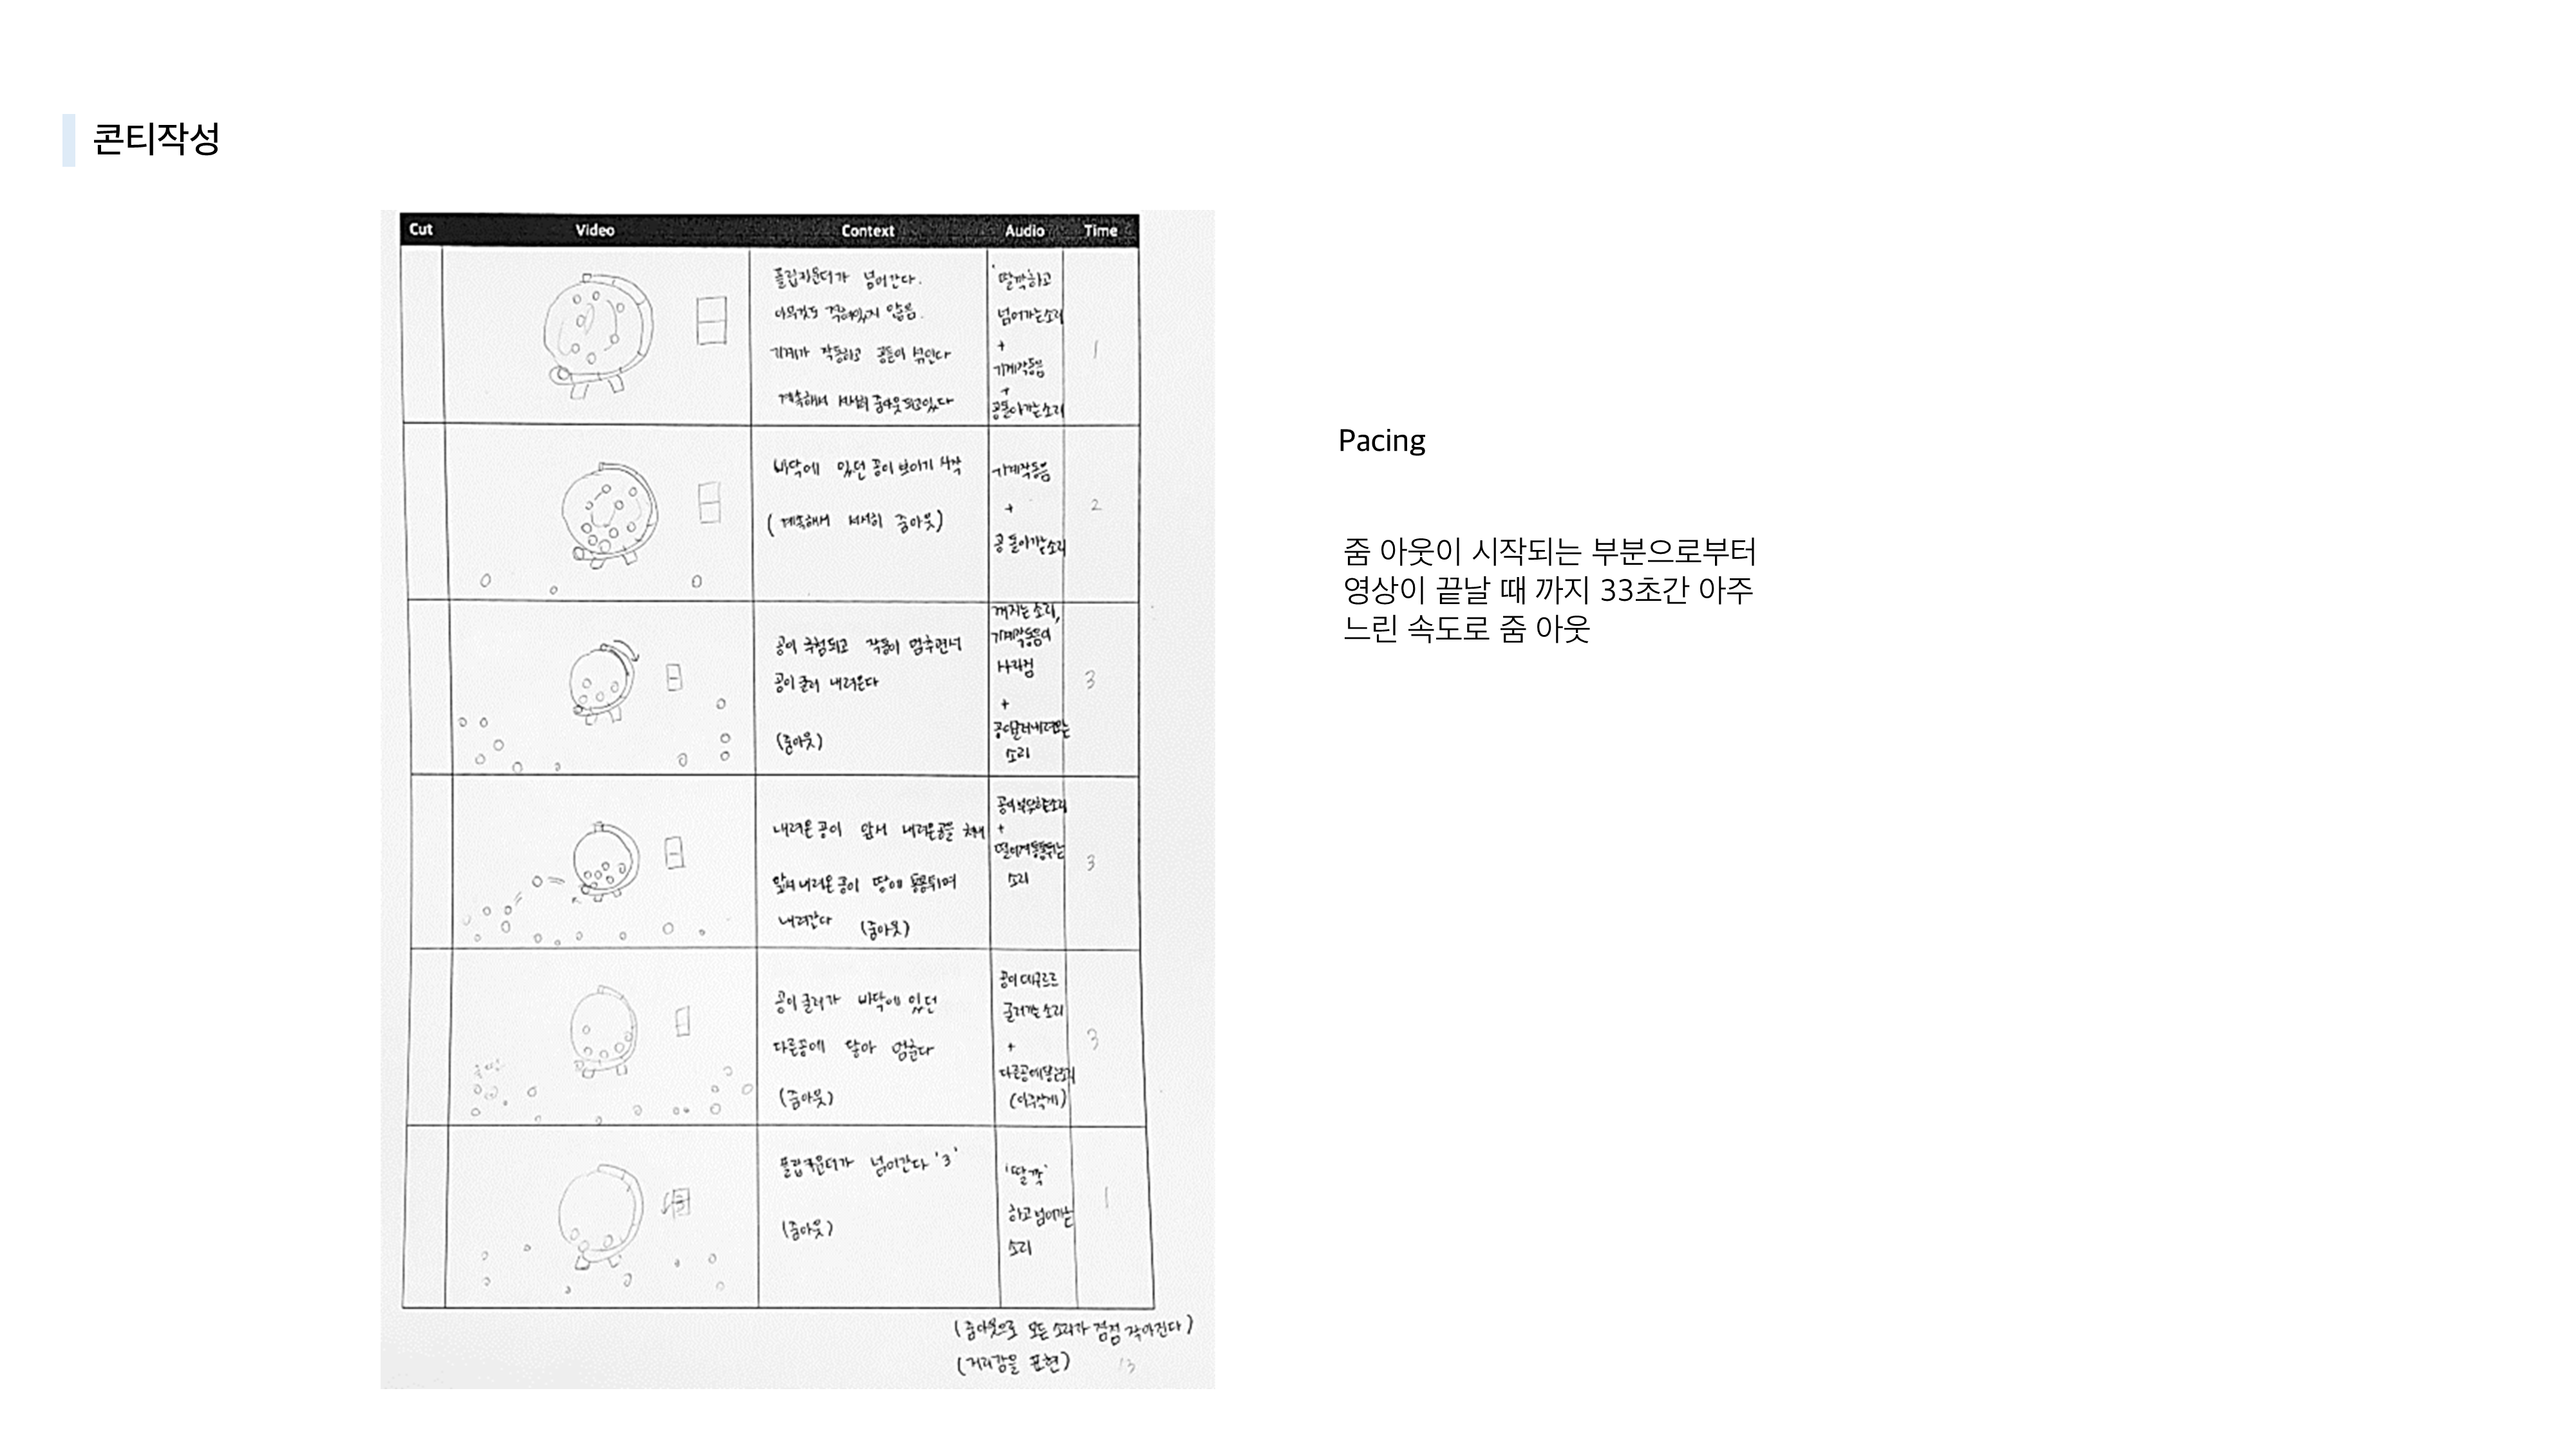 콘티작성
Cut Video Context Audio Time
플립카운터가 넘어간다.
아무것도 적혀있지 않음.
기계가 작동하고 공들이 섞인다
계속해서 서서히 줌아웃되고있다
'딸깍하고
넘어가는소리
+
기계작동음
+
공돌아가는소리
1
바닥에 있던 공이 보이기 시작
(계속해서 서서히 줌아웃)
기계작동음
+
공 돌아가는소리
2
공이 추첨되고 작동이 멈추면서
공이 굴러 내려온다
(줌아웃)
깨지는 소리,
기계작동음이
사라짐
+
공이굴러내려오는
소리
3
내려온 공이 앞서 내려온공을 쳐서
앞서 내려온 공이 땅에 통통튀며
내려간다 (줌아웃)
공이 부딪히는소리
+
떨어져통통튀는
소리
3
공이 굴러가 바닥에 있던
다른공에 닿아 멈춘다
(줌아웃)
공이 데구르르
굴러가는 소리
+
다른공에닿는소리
(아주작게)
3
플립카운터가 넘어간다 '3'
(줌아웃)
'딸깍'
하고 넘어가는
소리
1
(줌아웃으로 모든 소리가 점점 작아진다)
(거리감을 표현) 13
Pacing
줌 아웃이 시작되는 부분으로부터
영상이 끝날 때 까지 33초간 아주
느린 속도로 줌 아웃